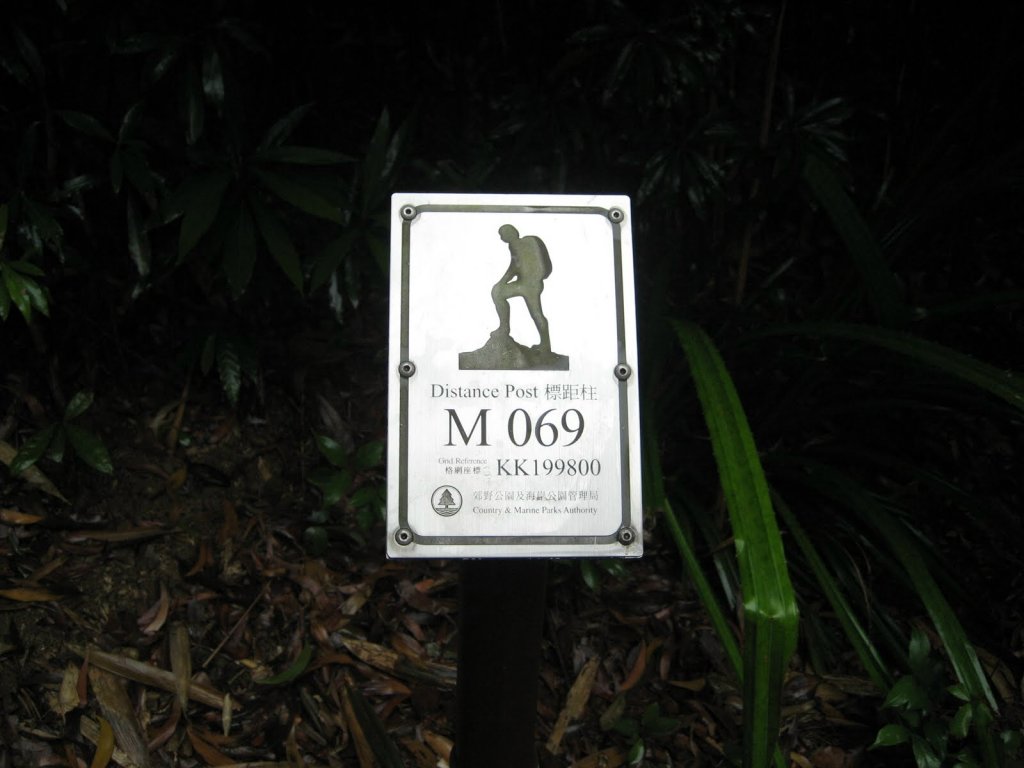 Distance Post 標距柱
M 069
Grid Reference
格網座標 KK199800
郊野公園及海岸公園管理局
Country & Marine Parks Authority